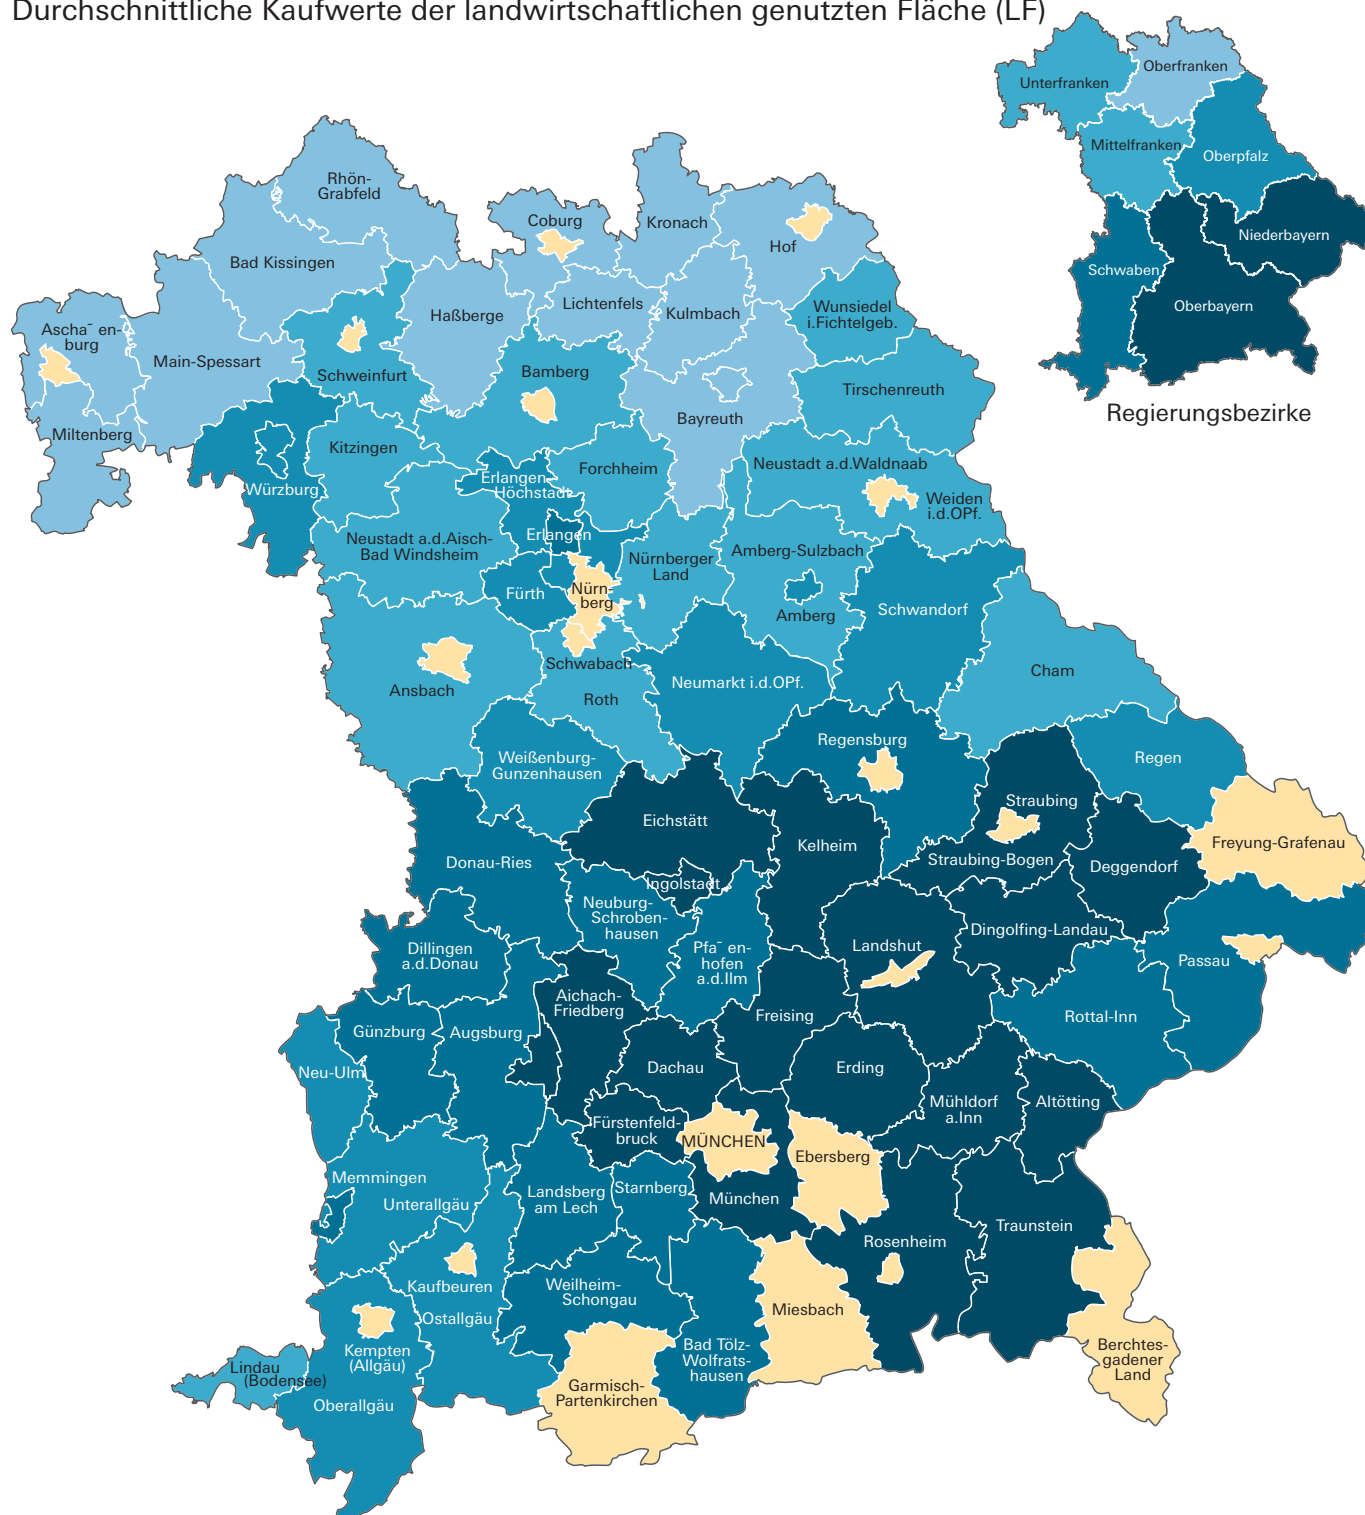 Durchschnittliche Kaufwerte der landwirtschaftlichen genutzten Fläche (LF)
Unterfranken
Oberfranken
Mittelfranken
Oberpfalz
Schwaben
Niederbayern
Oberbayern
Regierungsbezirke
Rhön-
Grabfeld
Coburg
Kronach
Hof
Bad Kissingen
Lichtenfels
Haßberge
Kulmbach
Wunsiedel
i.Fichtelgeb.
Ascha¯ en-
burg
Main-Spessart
Schweinfurt
Bamberg
Tirschenreuth
Bayreuth
Miltenberg
Kitzingen
Forchheim
Neustadt a.d.Waldnaab
Weiden
i.d.OPf.
Würzburg
Erlangen-
Höchstadt
Erlangen
Neustadt a.d.Aisch-
Bad Windsheim
Nürnberger
Land
Amberg-Sulzbach
Fürth
Nürn-
berg
Amberg
Schwandorf
Schwabach
Cham
Ansbach
Roth
Neumarkt i.d.OPf.
Regensburg
Regen
Weißenburg-
Gunzenhausen
Straubing
Eichstätt
Kelheim
Freyung-Grafenau
Donau-Ries
Straubing-Bogen
Deggendorf
Ingolstadt
Neuburg-
Schroben-
hausen
Dingolfing-Landau
Dillingen
a.d.Donau
Pfa¯ en-
hofen
a.d.Ilm
Landshut
Passau
Aichach-
Friedberg
Freising
Rottal-Inn
Günzburg
Augsburg
Neu-Ulm
Dachau
Erding
Mühldorf
a.Inn
Altötting
Fürstenfeld-
bruck
MÜNCHEN
Ebersberg
Memmingen
Unterallgäu
Landsberg
am Lech
Starnberg
München
Traunstein
Rosenheim
Kaufbeuren
Weilheim-
Schongau
Miesbach
Ostallgäu
Kempten
(Allgäu)
Bad Tölz-
Wolfrats-
hausen
Berchtes-
gadener
Land
Lindau
(Bodensee)
Garmisch-
Partenkirchen
Oberallgäu